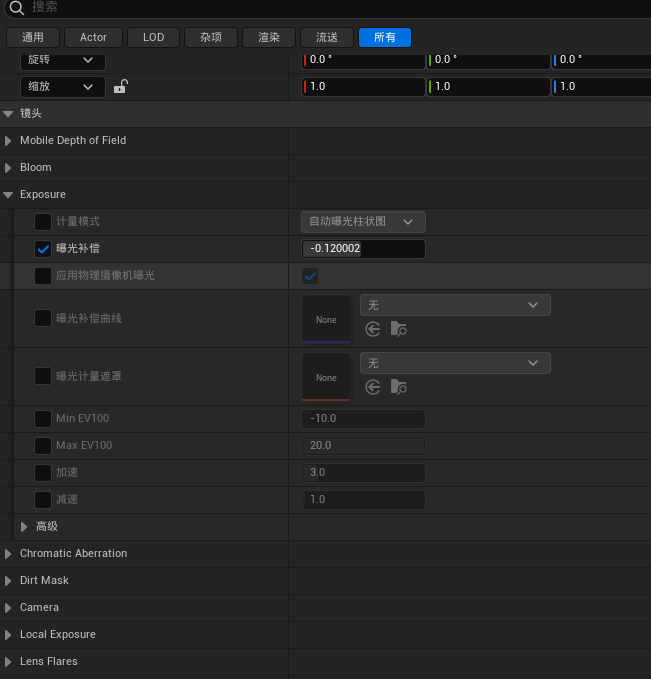 搜索
通用 Actor LOD 杂项 渲染 流送 所有
旋转 0.0 ° 0.0 ° 0.0 °
缩放 1.0 1.0 1.0
镜头
Mobile Depth of Field
Bloom
Exposure
计量模式 自动曝光柱状图
曝光补偿 -0.120002
应用物理摄像机曝光
曝光补偿曲线 None 无
曝光计量遮罩 None 无
Min EV100 -10.0
Max EV100 20.0
加速 3.0
减速 1.0
高级
Chromatic Aberration
Dirt Mask
Camera
Local Exposure
Lens Flares